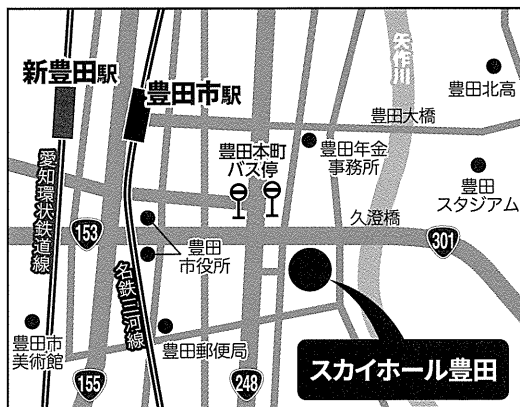 新豊田駅
豊田市駅
矢作川
豊田北高
豊田大橋
豊田本町
バス停
豊田年金
事務所
豊田
スタジアム
愛知環状鉄道線
153
豊田
市役所
久澄橋
301
名鉄三河線
豊田市
美術館
豊田郵便局
スカイホール豊田
155
248